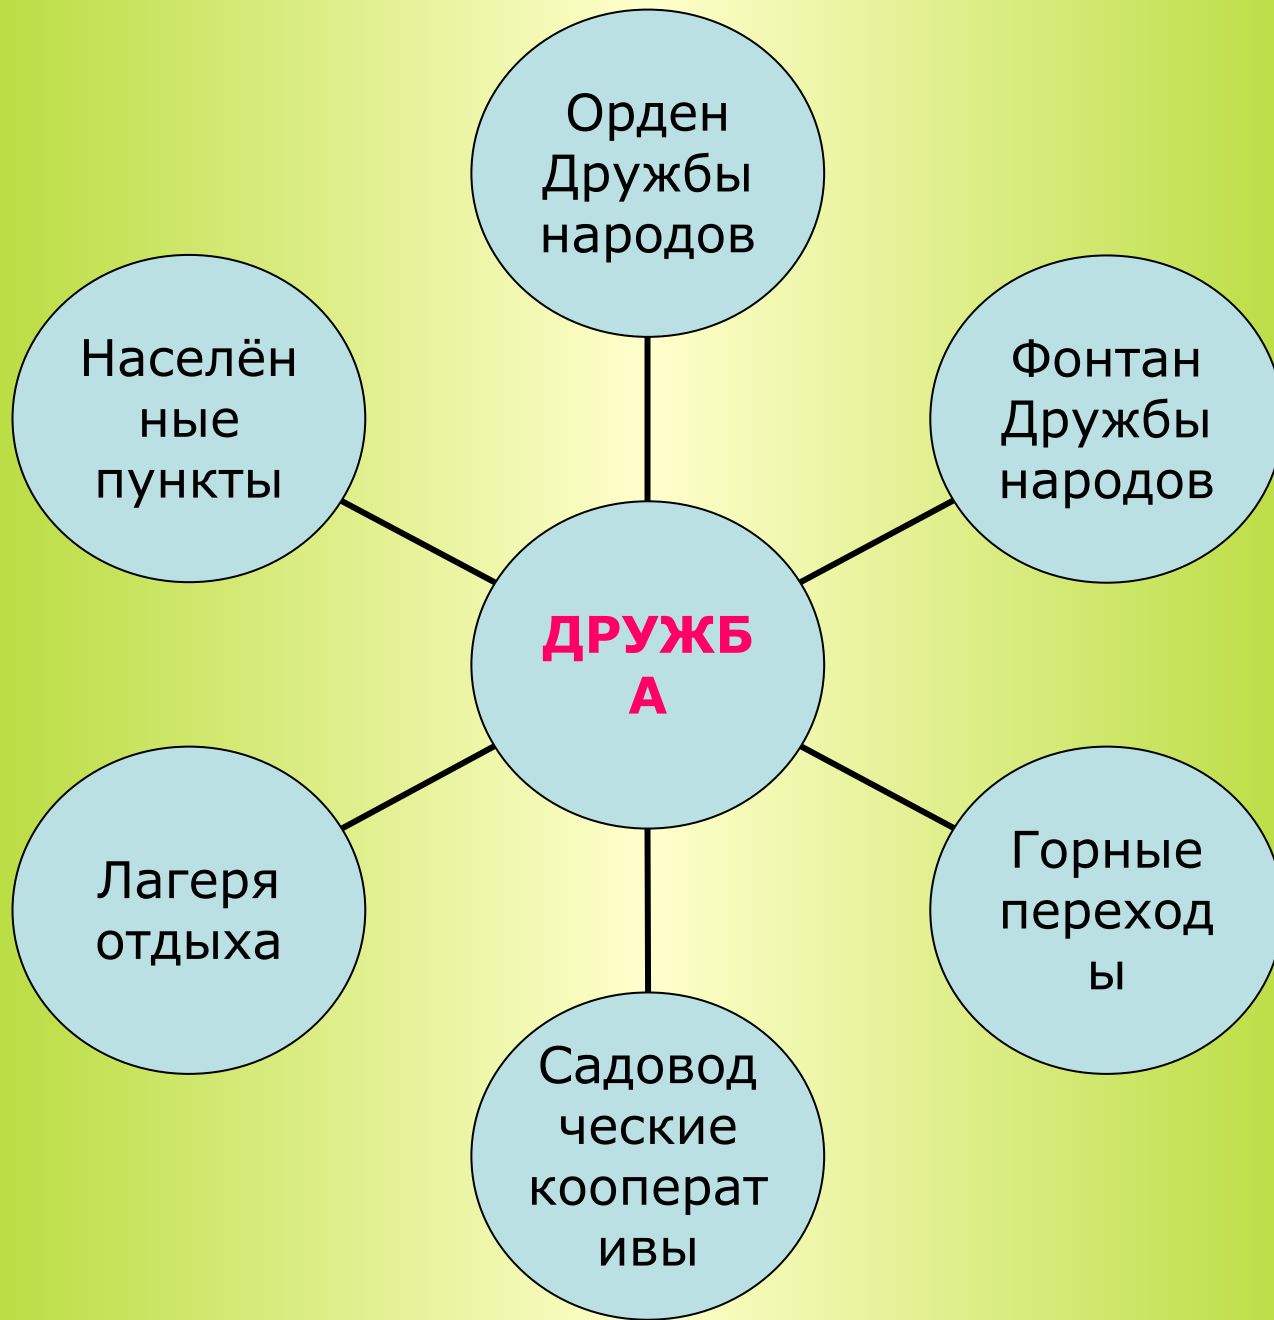 Орден
Дружбы
народов
Населён
ные
пункты
Фонтан
Дружбы
народов
ДРУЖБ
А
Лагеря
отдыха
Горные
переход
ы
Садовод
ческие
кооперат
ивы